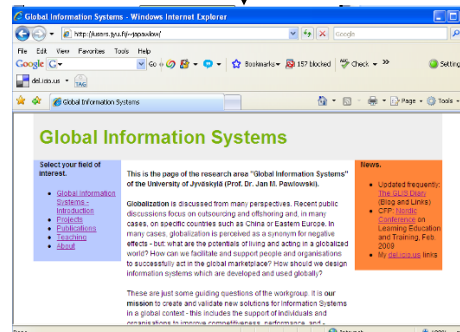 Global Information Systems - Windows Internet Explorer
http://users.jyu.fi/~japawlow/
Google
File Edit View Favorites Tools Help
Google G Go Bookmarks 157 blocked Check Setting
del.icio.us TAG
Global Information Systems Page Tools
Global Information Systems
Select your field of
interest.
Global Information
Systems -
Introduction
Projects
Publications
Teaching
About
This is the page of the research area "Global Information Systems"
of the University of Jyväskylä (Prof. Dr. Jan M. Pawlowski).
Globalization is discussed from many perspectives. Recent public
discussions focus on outsourcing and offshoring and, in many
cases, on specific countries such as China or Eastern Europe. In
many cases, globalization is perceived as a synonym for negative
effects - but what are the potentials of living and acting in a globalized
world? How can we facilitate and support people and organisations
to successfully act in the global marketplace? How should we design
information systems which are developed and used globally?
These are just some guiding questions of the workgroup. It is our
mission to create and validate new solutions for Information Systems
in a global context - this includes the support of individuals and
organisations to improve competitiveness, performance, and -
News.
Updated frequently:
The GLIS Diary
(Blog and Links)
CFP: Nordic
Conference on
Learning Education
and Training, Feb.
2009
My del.icio.us links